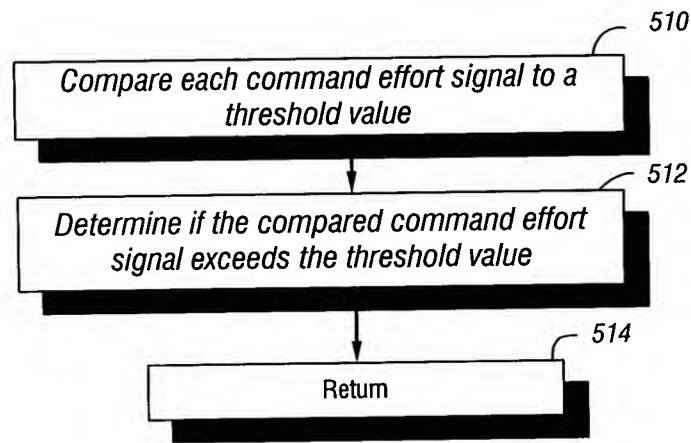 510
Compare each command effort signal to a
threshold value
512
Determine if the compared command effort
signal exceeds the threshold value
514
Return